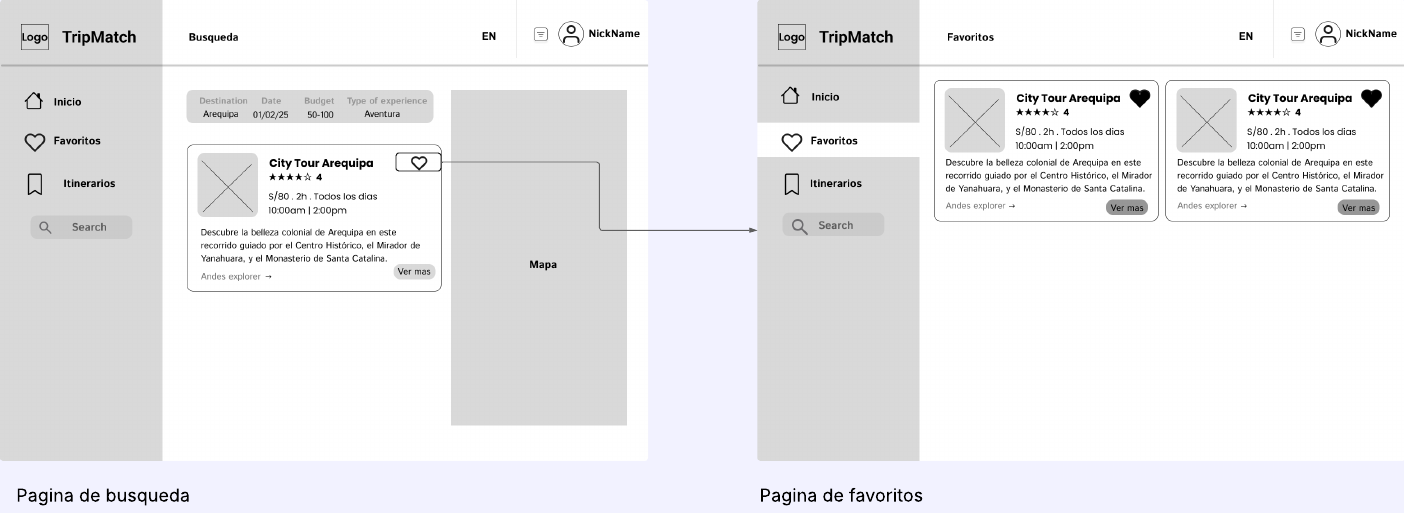 Logo TripMatch
Busqueda
EN
NickName
Inicio
Favoritos
Itinerarios
Search
Destination Date Budget Type of experience
Arequipa 01/02/25 50-100 Aventura
City Tour Arequipa
★★★★☆ 4
S/80 . 2h . Todos los dias
10:00am | 2:00pm
Descubre la belleza colonial de Arequipa en este
recorrido guiado por el Centro Histórico, el Mirador de
Yanahuara, y el Monasterio de Santa Catalina.
Andes explorer →
Ver mas
Mapa
Pagina de busqueda
Logo TripMatch
Favoritos
EN
NickName
Inicio
Favoritos
Itinerarios
Search
City Tour Arequipa
★★★★☆ 4
S/80 . 2h . Todos los dias
10:00am | 2:00pm
Descubre la belleza colonial de Arequipa en este
recorrido guiado por el Centro Histórico, el Mirador
de Yanahuara, y el Monasterio de Santa Catalina.
Andes explorer →
Ver mas
City Tour Arequipa
★★★★☆ 4
S/80 . 2h . Todos los dias
10:00am | 2:00pm
Descubre la belleza colonial de Arequipa en este
recorrido guiado por el Centro Histórico, el Mirador
de Yanahuara, y el Monasterio de Santa Catalina.
Andes explorer →
Ver mas
Pagina de favoritos